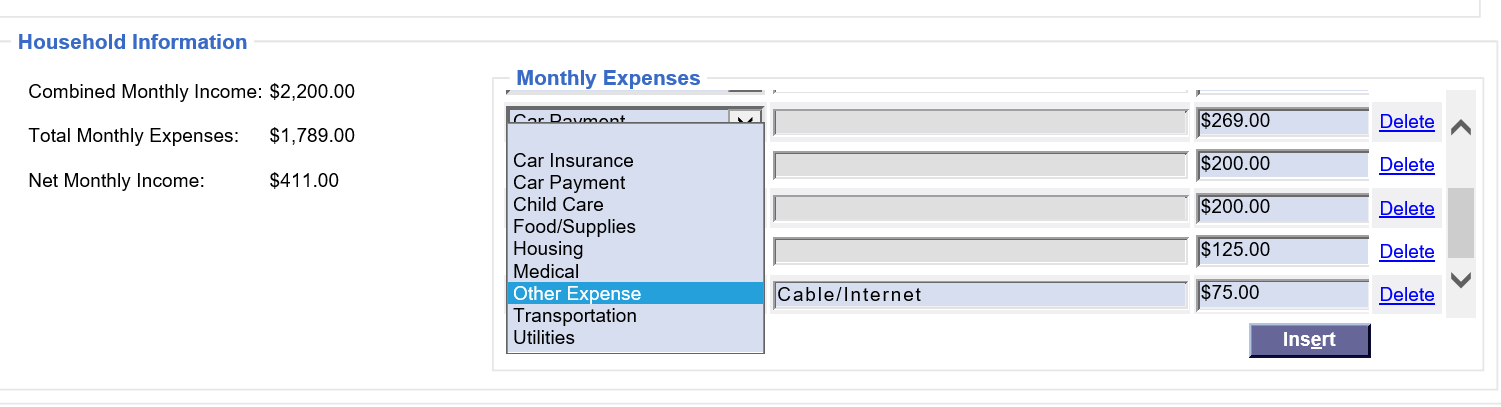 Household Information
Combined Monthly Income: $2,200.00
Total Monthly Expenses: $1,789.00
Net Monthly Income: $411.00
Monthly Expenses
Car Payment $269.00 Delete
$200.00 Delete
$200.00 Delete
$125.00 Delete
Cable/Internet $75.00 Delete
Car Insurance
Car Payment
Child Care
Food/Supplies
Housing
Medical
Other Expense
Transportation
Utilities
Insert